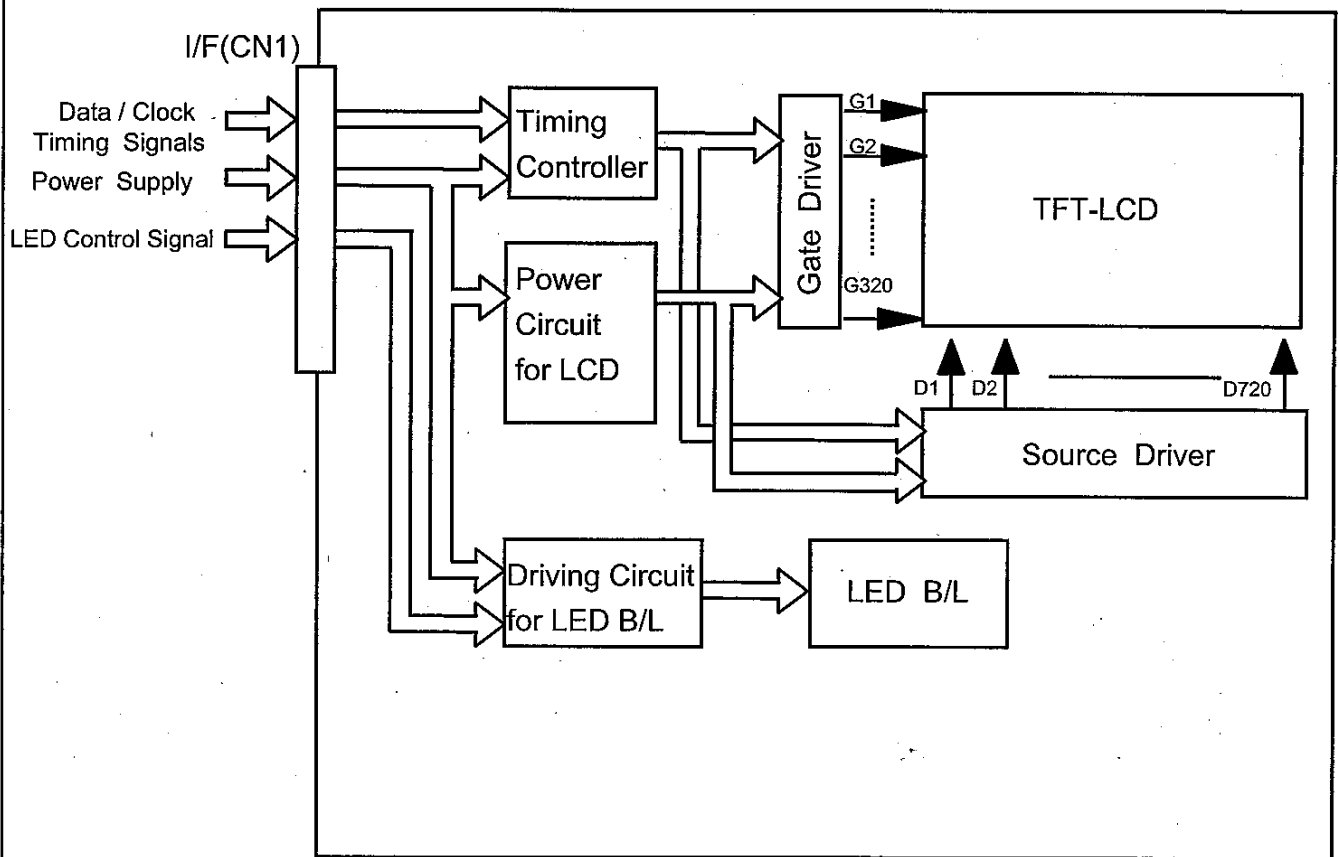 I/F(CN1)
Data / Clock
Timing Signals
Power Supply
LED Control Signal
Timing
Controller
Power
Circuit
for LCD
Gate Driver
G1
G2
G320
TFT-LCD
D1
D2
D720
Source Driver
Driving Circuit
for LED B/L
LED B/L